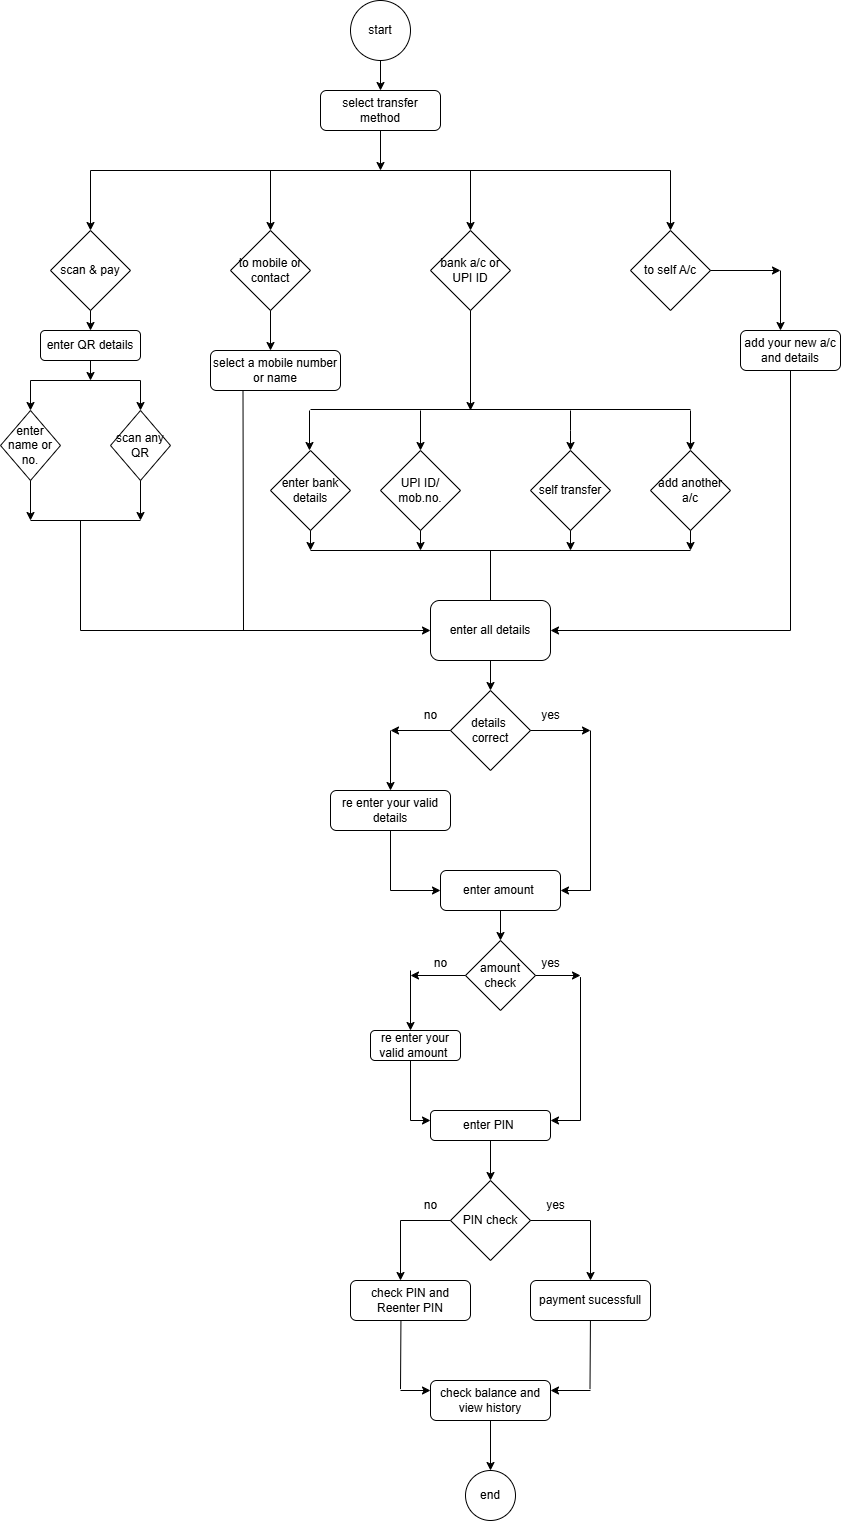 start
select transfer
method
scan & pay
to mobile or
contact
bank a/c or
UPI ID
to self A/c
enter QR details
select a mobile number
or name
add your new a/c
and details
enter
name or
no.
scan any
QR
enter bank
details
UPI ID/
mob.no.
self transfer
add another
a/c
enter all details
no
details
correct
yes
re enter your valid
details
enter amount
no
amount
check
yes
re enter your
valid amount
enter PIN
no
PIN check
yes
check PIN and
Reenter PIN
payment sucessfull
check balance and
view history
end